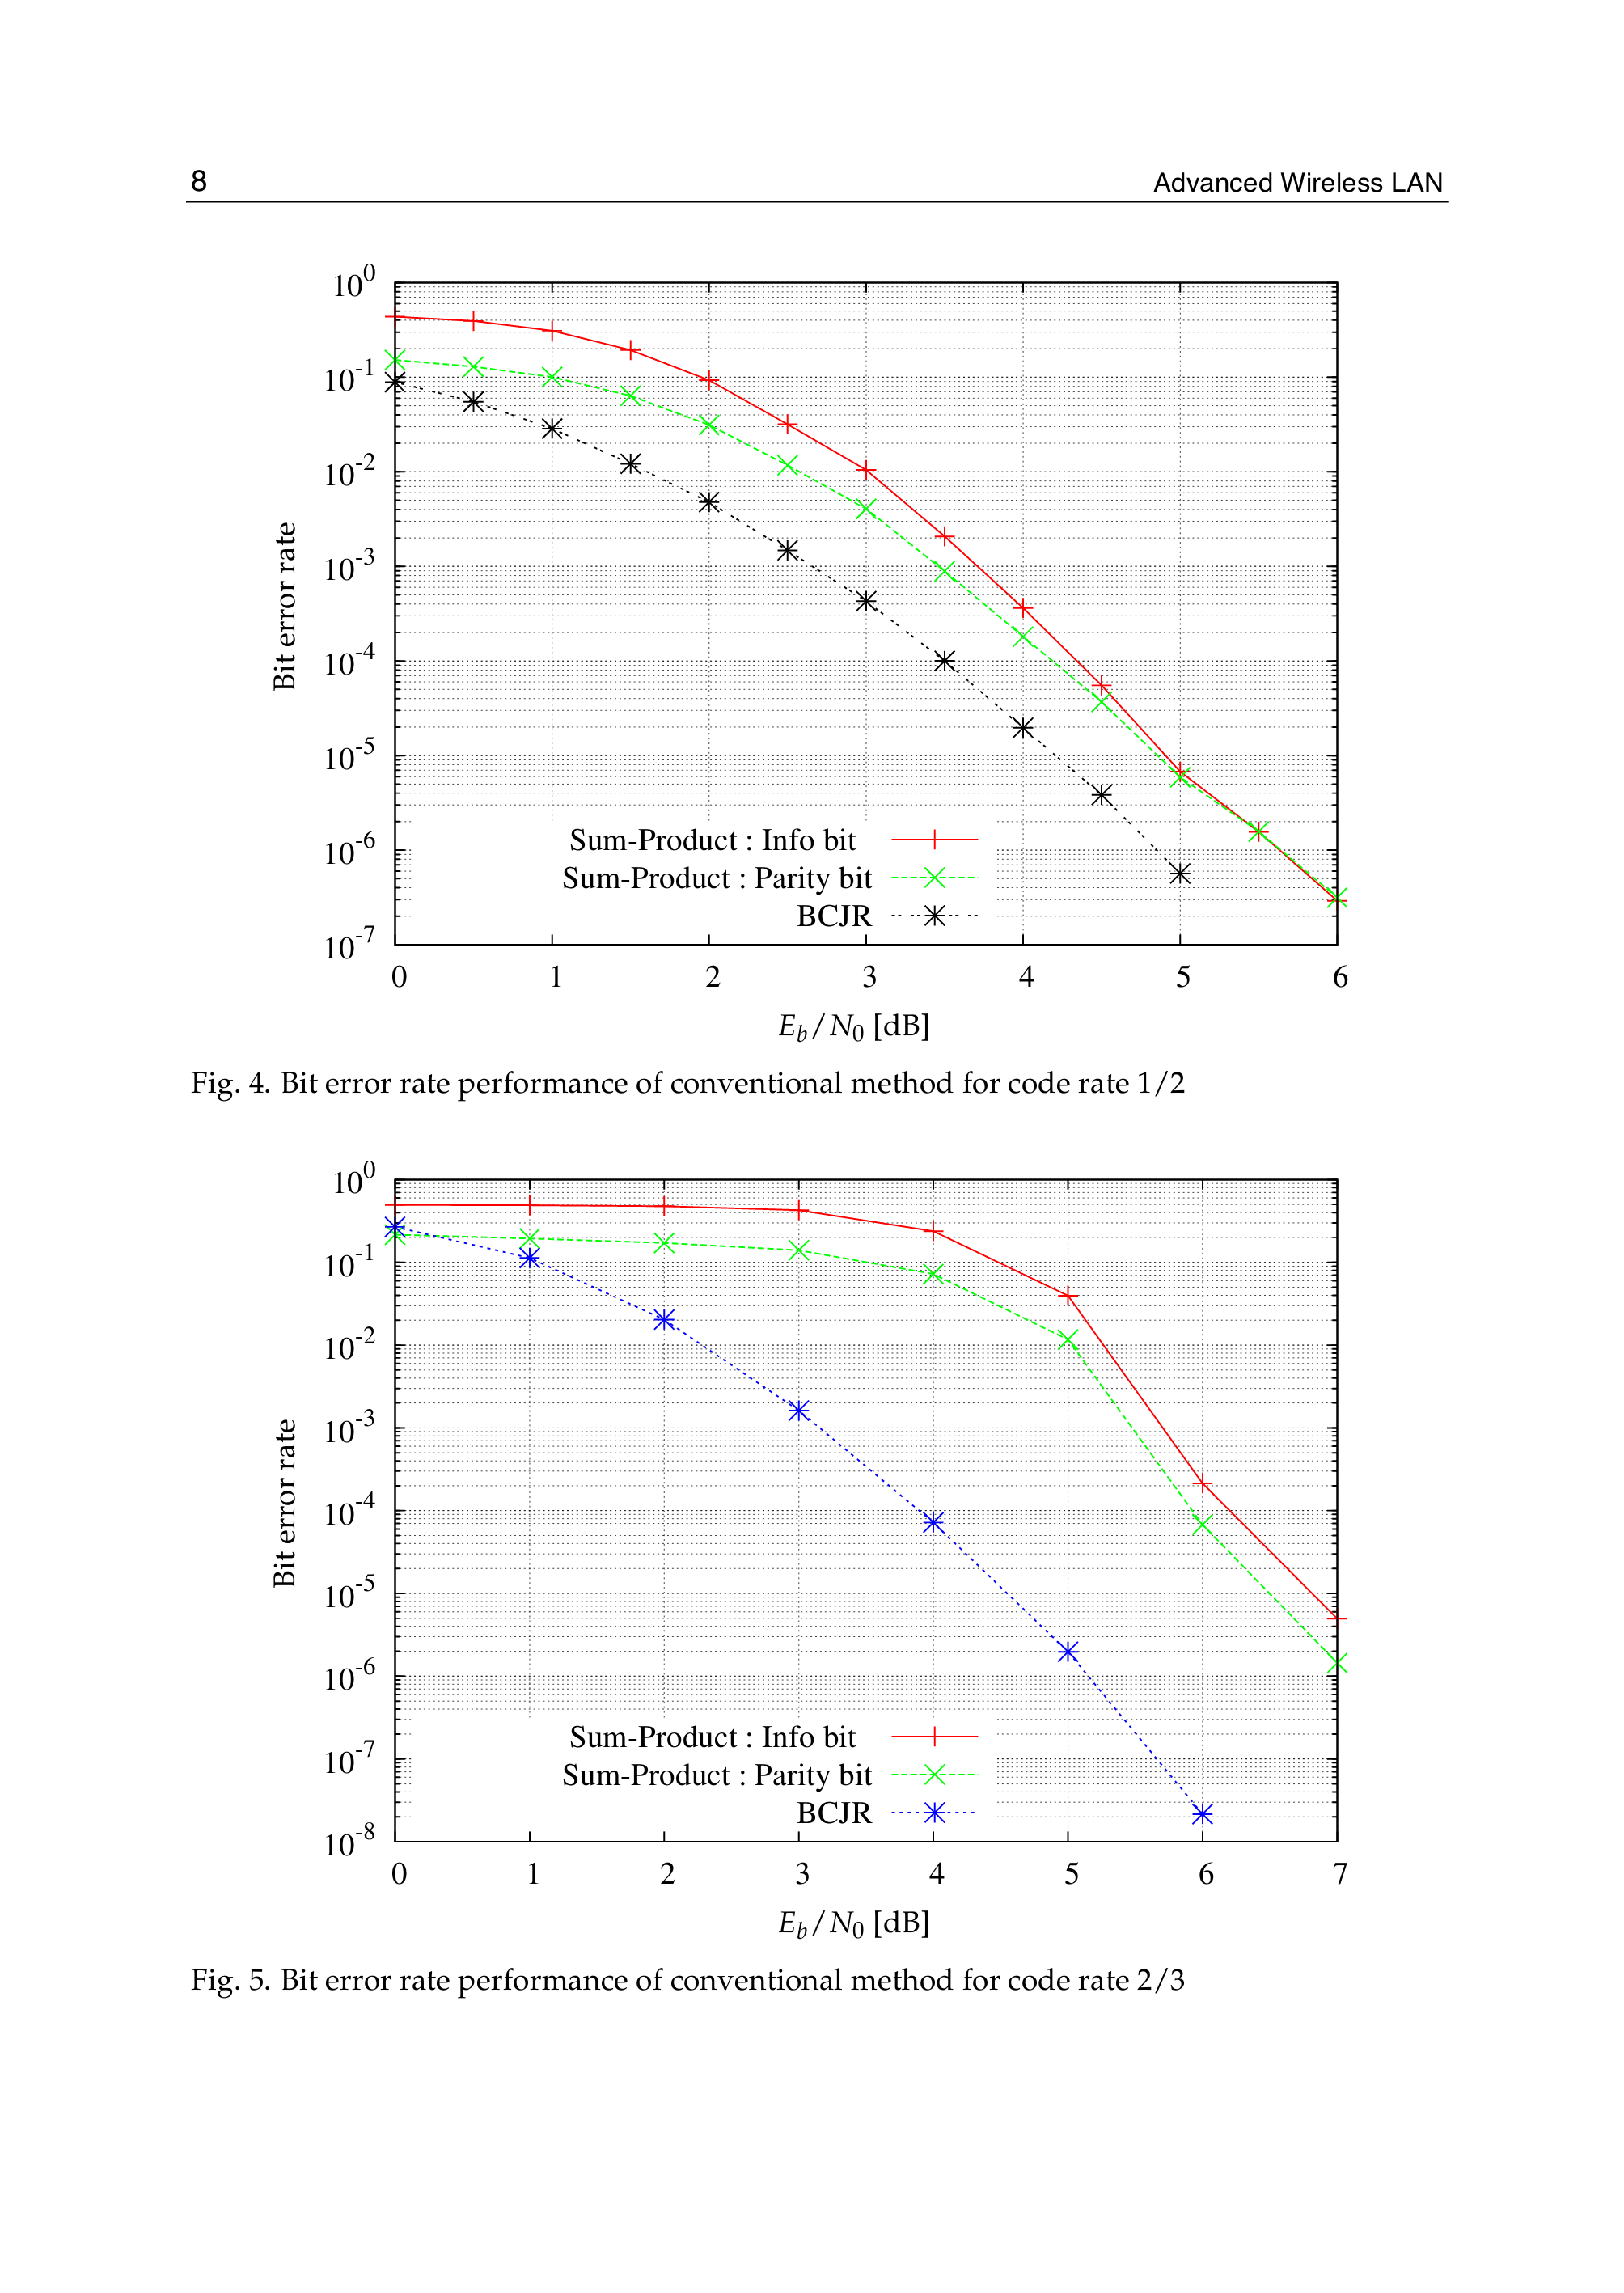 8 Advanced Wireless LAN
10^0
10^-1
10^-2
10^-3
10^-4
10^-5
10^-6
10^-7
Bit error rate
Sum-Product : Info bit
Sum-Product : Parity bit
BCJR
0 1 2 3 4 5 6
E_b/N_0 [dB]
Fig. 4. Bit error rate performance of conventional method for code rate 1/2
10^0
10^-1
10^-2
10^-3
10^-4
10^-5
10^-6
10^-7
10^-8
Bit error rate
Sum-Product : Info bit
Sum-Product : Parity bit
BCJR
0 1 2 3 4 5 6 7
E_b/N_0 [dB]
Fig. 5. Bit error rate performance of conventional method for code rate 2/3